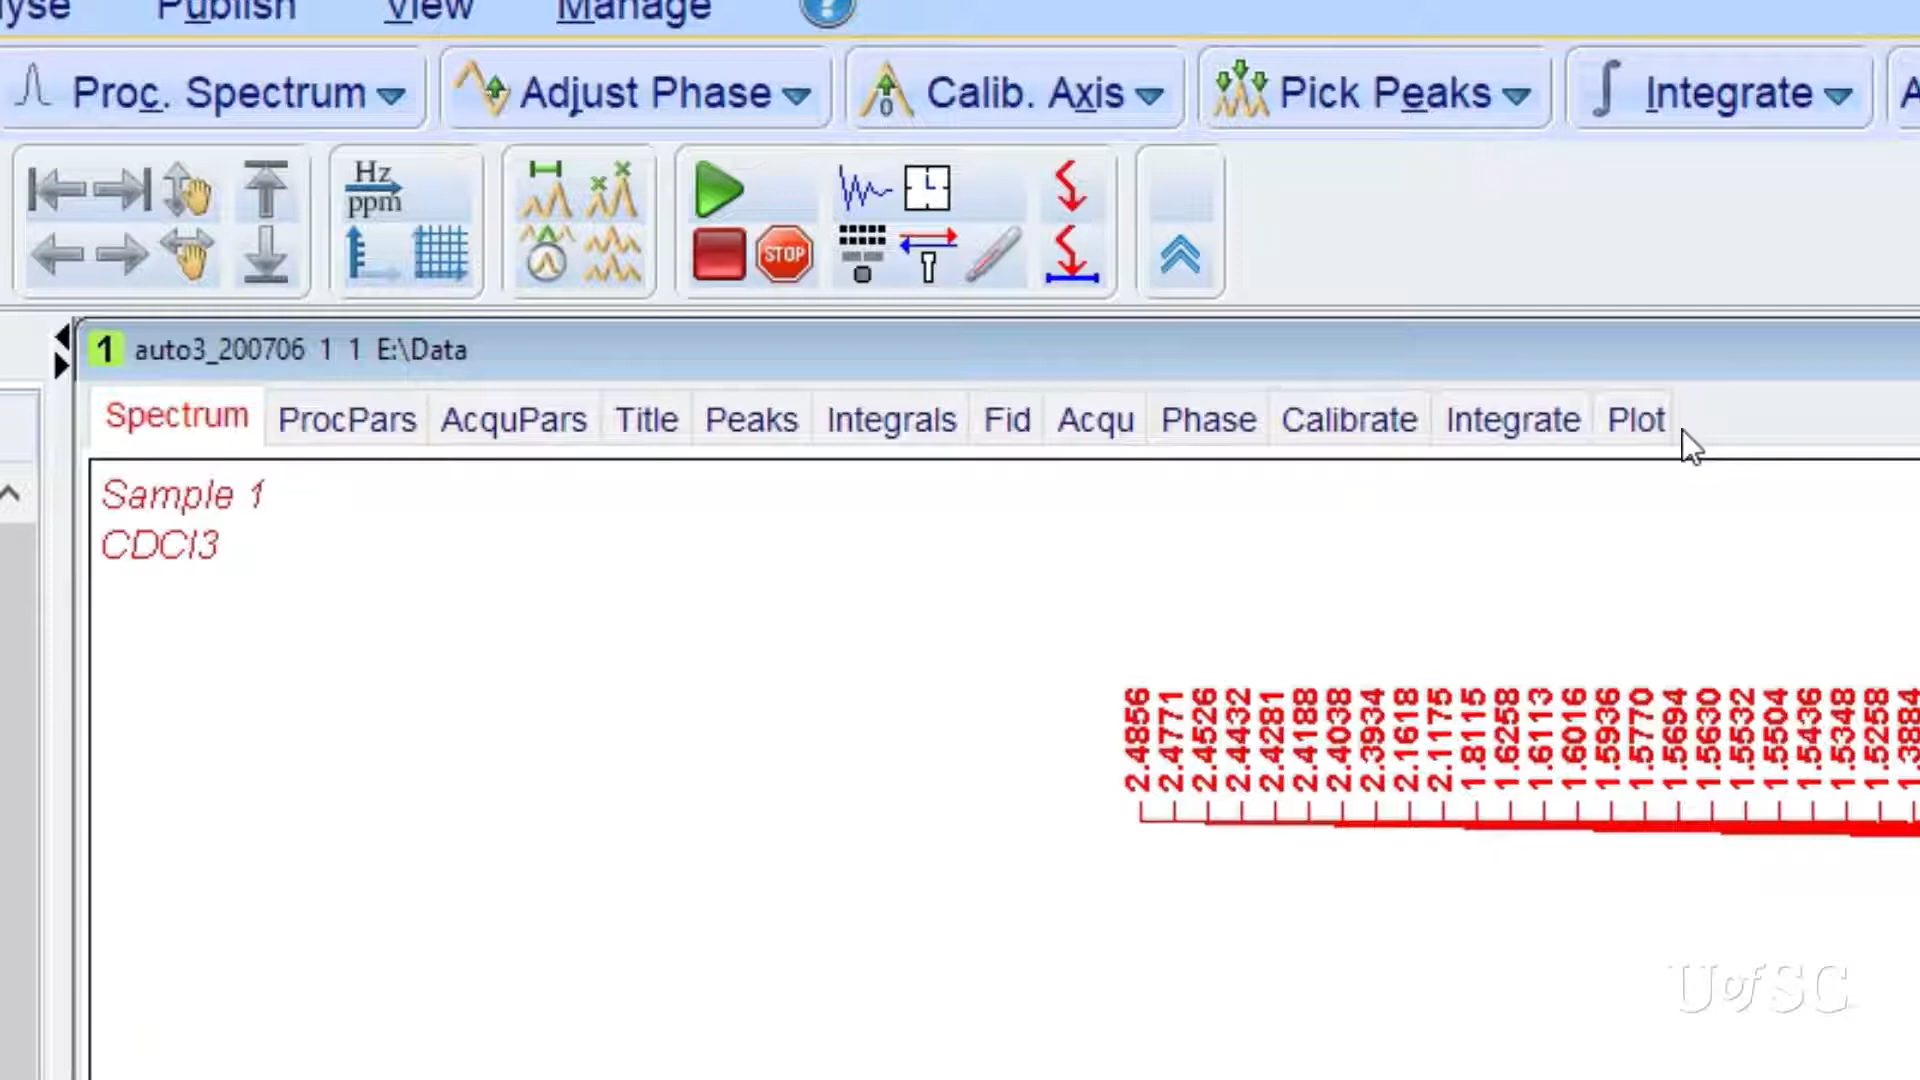 Publish View Manage ?
Proc. Spectrum Adjust Phase Calib. Axis Pick Peaks Integrate
Hz
ppm
STOP
1 auto3_200706 1 1 E:\Data
Spectrum ProcPars AcquPars Title Peaks Integrals Fid Acqu Phase Calibrate Integrate Plot
Sample 1
CDCl3
2.4856
2.4771
2.4526
2.4432
2.4281
2.4188
2.4038
2.3934
2.1618
2.1175
1.8115
1.6258
1.6113
1.6016
1.5936
1.5770
1.5694
1.5630
1.5532
1.5504
1.5436
1.5348
1.5258
1.3884
UofSC